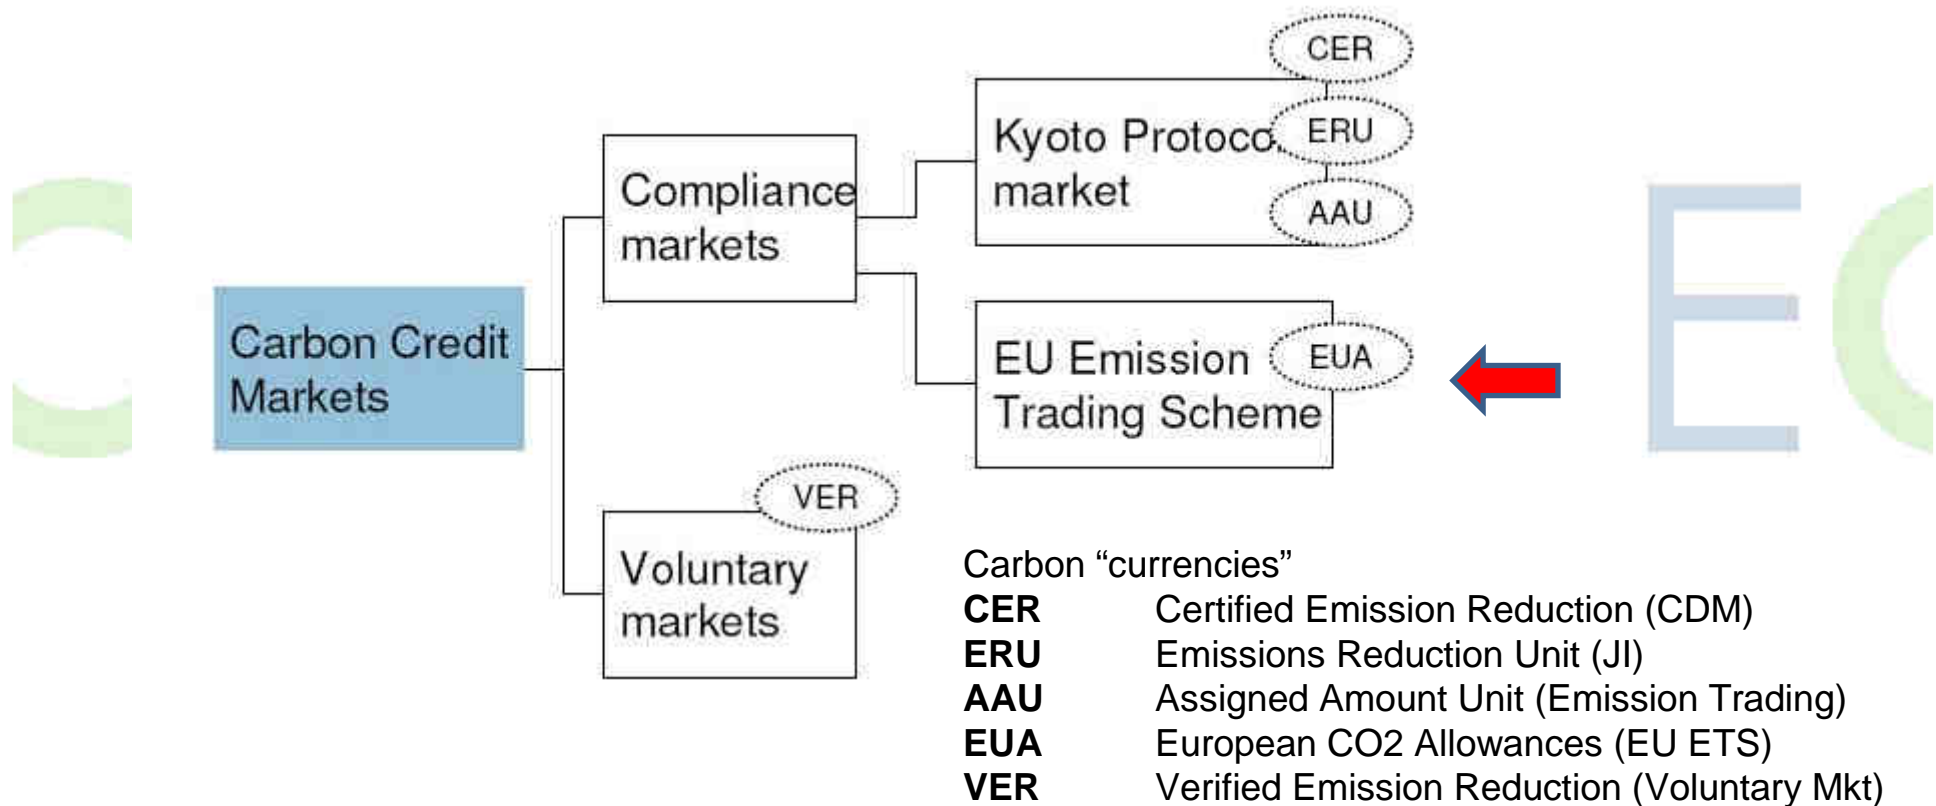 CER
Kyoto Protoco
ERU
market
AAU
Compliance
markets
Carbon Credit
Markets
EU Emission
EUA
Trading Scheme
VER
Voluntary
markets
Carbon “currencies”
CER Certified Emission Reduction (CDM)
ERU Emissions Reduction Unit (JI)
AAU Assigned Amount Unit (Emission Trading)
EUA European CO2 Allowances (EU ETS)
VER Verified Emission Reduction (Voluntary Mkt)